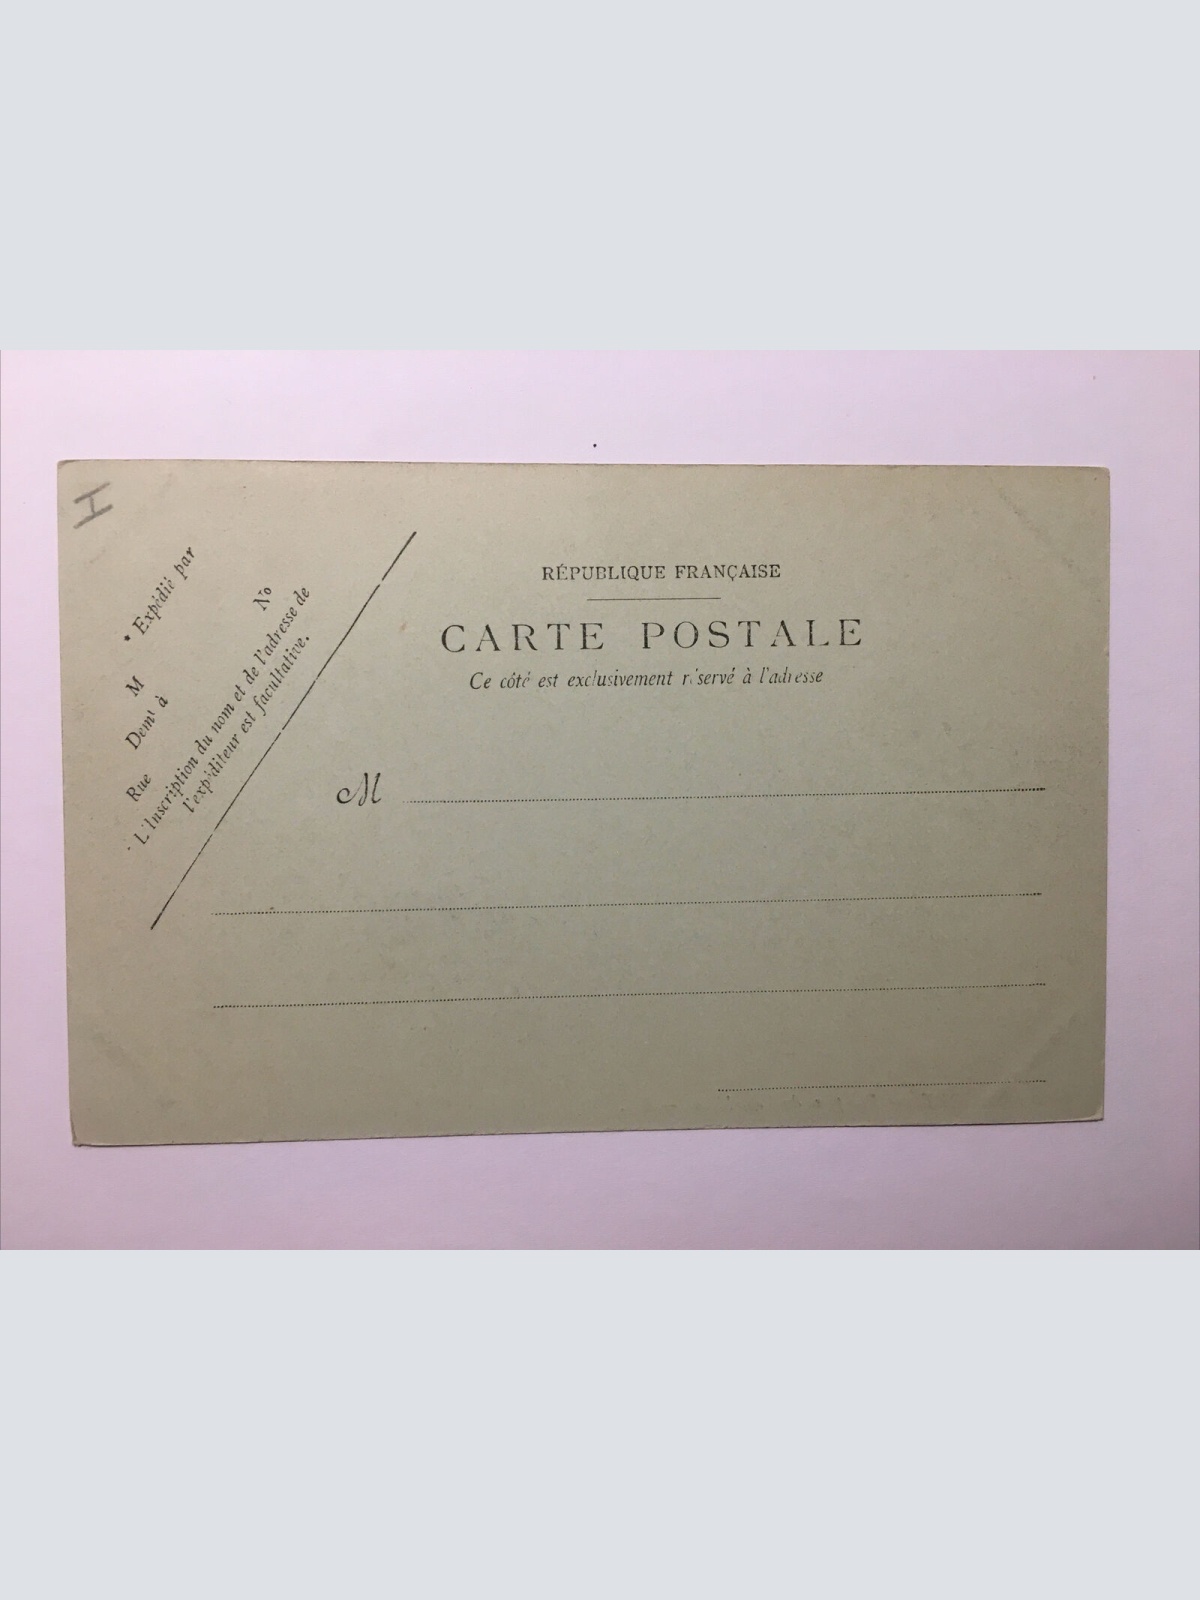 I
* Expédié par
M
Demt à
Rue No
L'Inscription du nom et de l'adresse de
l'expéditeur est facultative.
RÉPUBLIQUE FRANÇAISE
CARTE POSTALE
Ce côté est exclusivement réservé à l'adresse
M